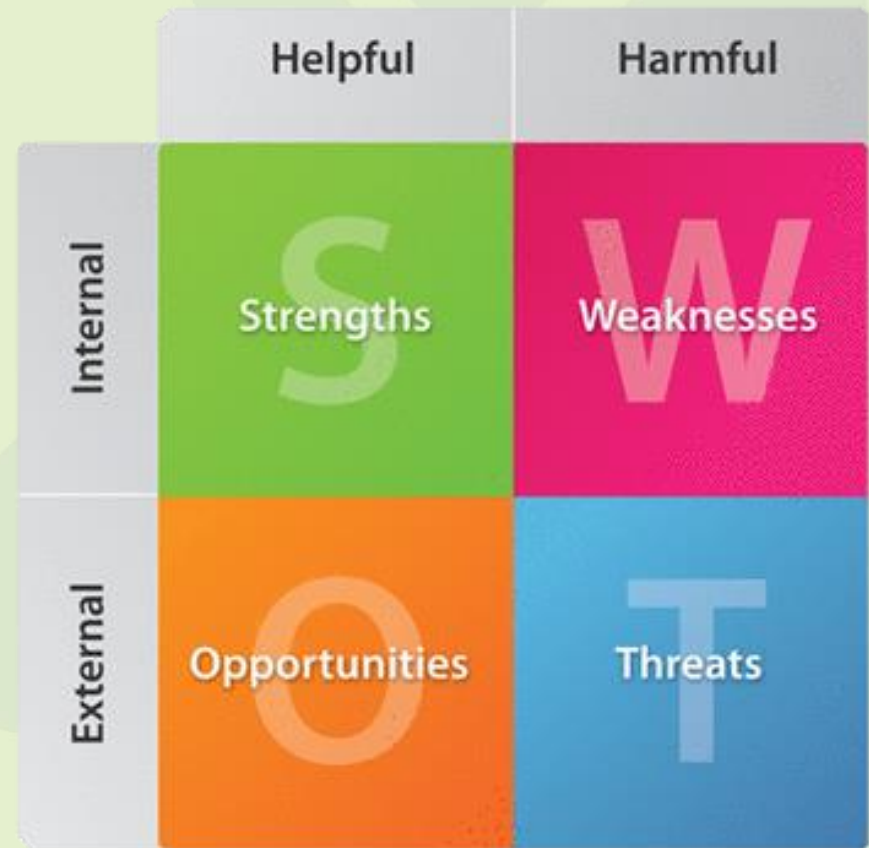 Helpful Harmful
Internal
S
Strengths
W
Weaknesses
External
O
Opportunities
T
Threats